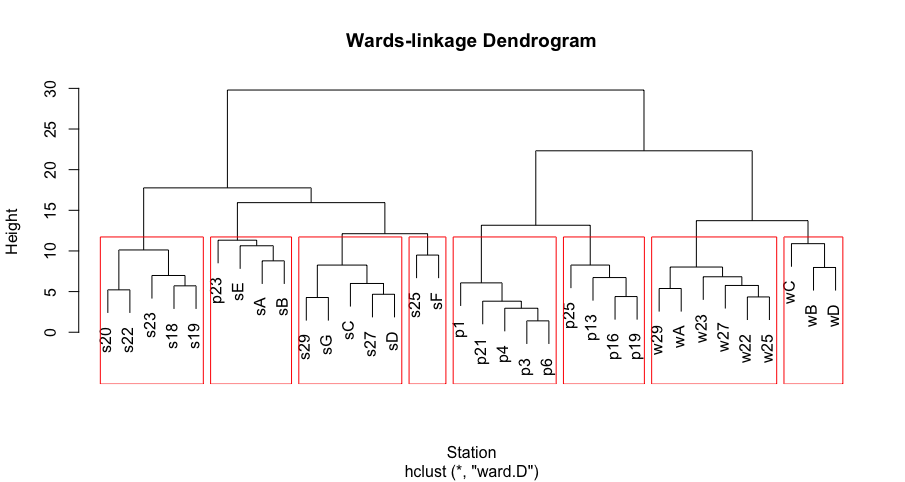 Wards-linkage Dendrogram
Height
30
25
20
15
10
5
0
s20
s22
s23
s18
s19
p23
sE
sA
sB
s29
sG
sC
s27
sD
s25
sF
p1
p21
p4
p3
p6
p25
p13
p16
p19
w29
wA
w23
w27
w22
w25
wC
wB
wD
Station
hclust (*, "ward.D")